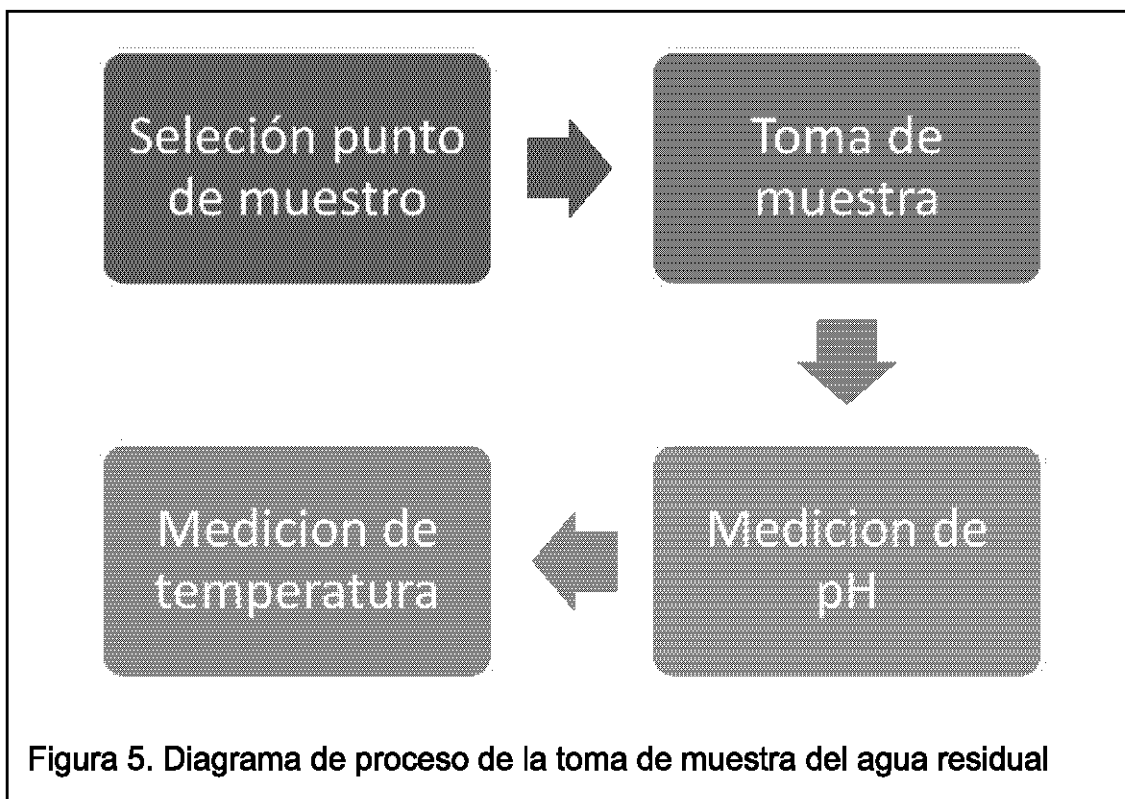 Seleción punto
de muestro
Toma de
muestra
Medicion de
pH
Medicion de
temperatura
Figura 5. Diagrama de proceso de la toma de muestra del agua residual